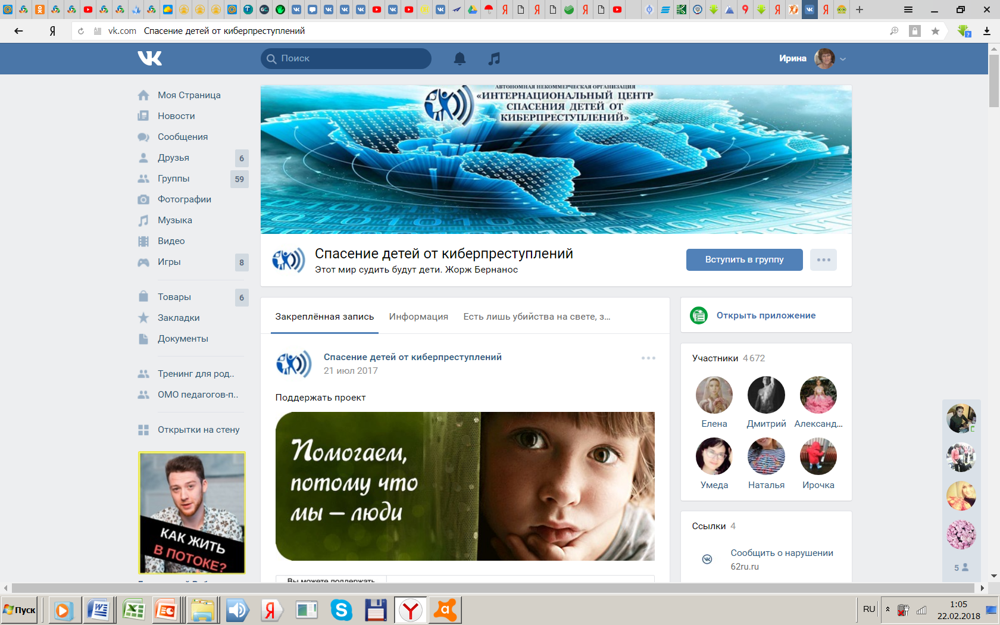 vk.com Спасение детей от киберпреступлений
Поиск
Ирина
Моя Страница
Новости
Сообщения
Друзья 6
Группы 59
Фотографии
Музыка
Видео
Игры 8
Товары 6
Закладки
Документы
Тренинг для род..
ОМО педагогов-п..
Открытки на стену
КАК ЖИТЬ
В ПОТОКЕ?
АВТОНОМНАЯ НЕКОММЕРЧЕСКАЯ ОРГАНИЗАЦИЯ
«ИНТЕРНАЦИОНАЛЬНЫЙ ЦЕНТР
СПАСЕНИЯ ДЕТЕЙ ОТ
КИБЕРПРЕСТУПЛЕНИЙ»
Спасение детей от киберпреступлений
Этот мир судить будут дети. Жорж Бернанос
Вступить в группу
Закреплённая запись
Информация
Есть лишь убийства на свете, з...
Спасение детей от киберпреступлений
21 июл 2017
Поддержать проект
Помогаем,
потому что
мы – люди
Вы можете поддержать
Открыть приложение
Участники 4 672
Елена Дмитрий Александ...
Умеда Наталья Ирочка
Ссылки 4
Сообщить о нарушении
62ru.ru
5
Пуск
RU
1:05
22.02.2018